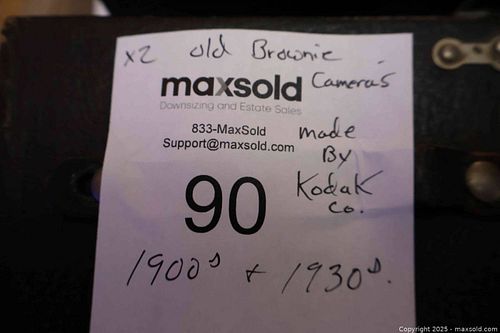 x2 old Brownie
Cameras
maxsold
Downsizing and Estate Sales
833-MaxSold
Support@maxsold.com
made
By
Kodak
Co.
90
1900s + 1930s.
Copyright 2025 - maxsold.com